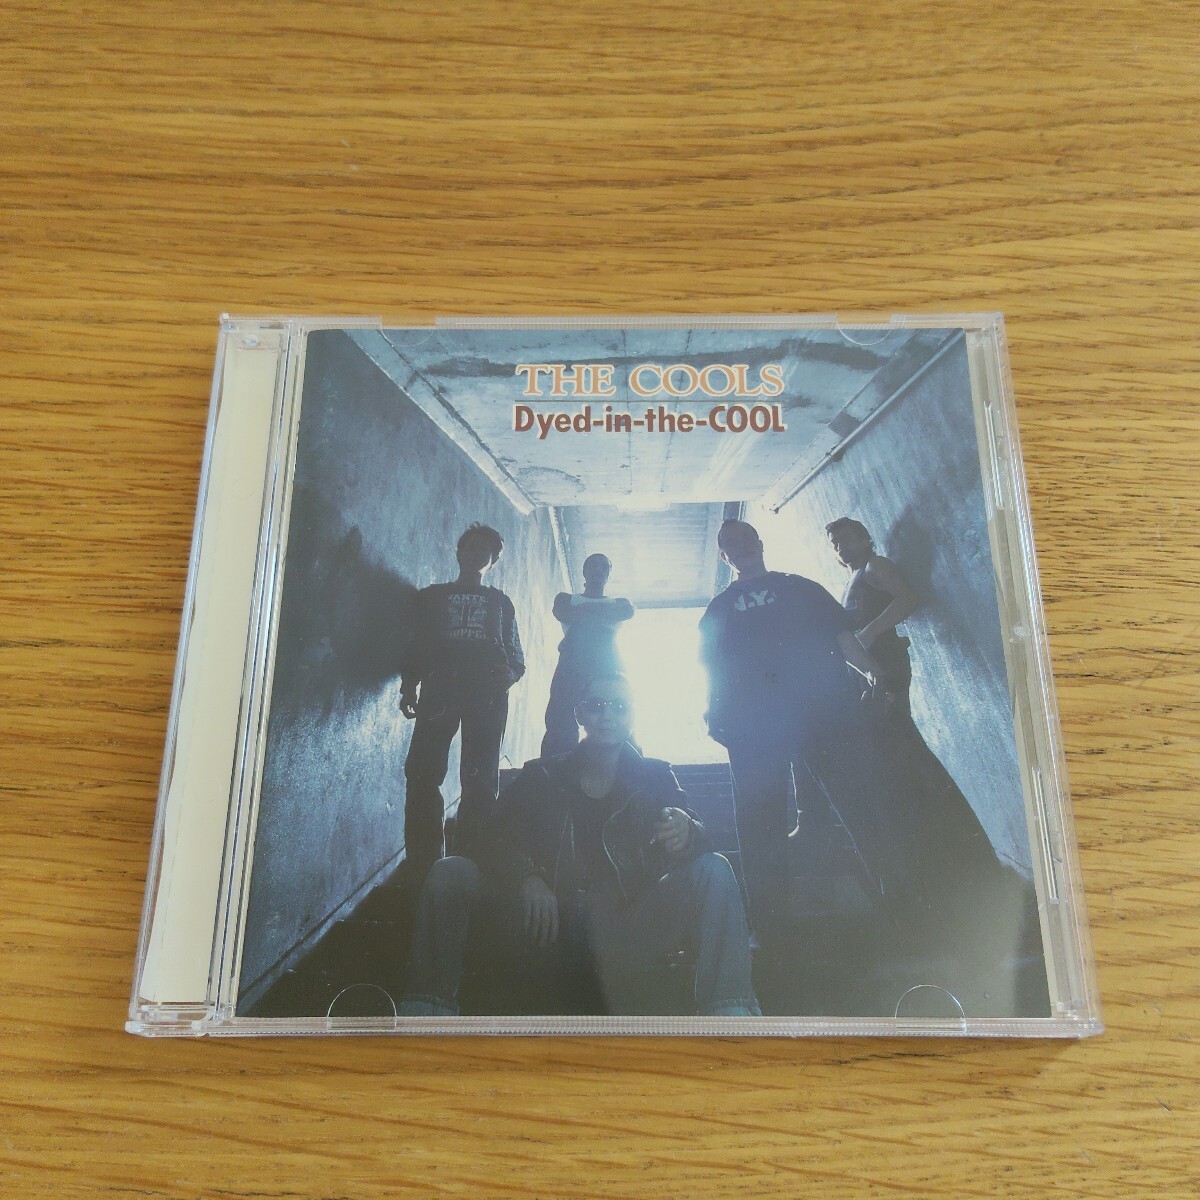 THE COOLS
Dyed-in-the-COOL
N.Y.